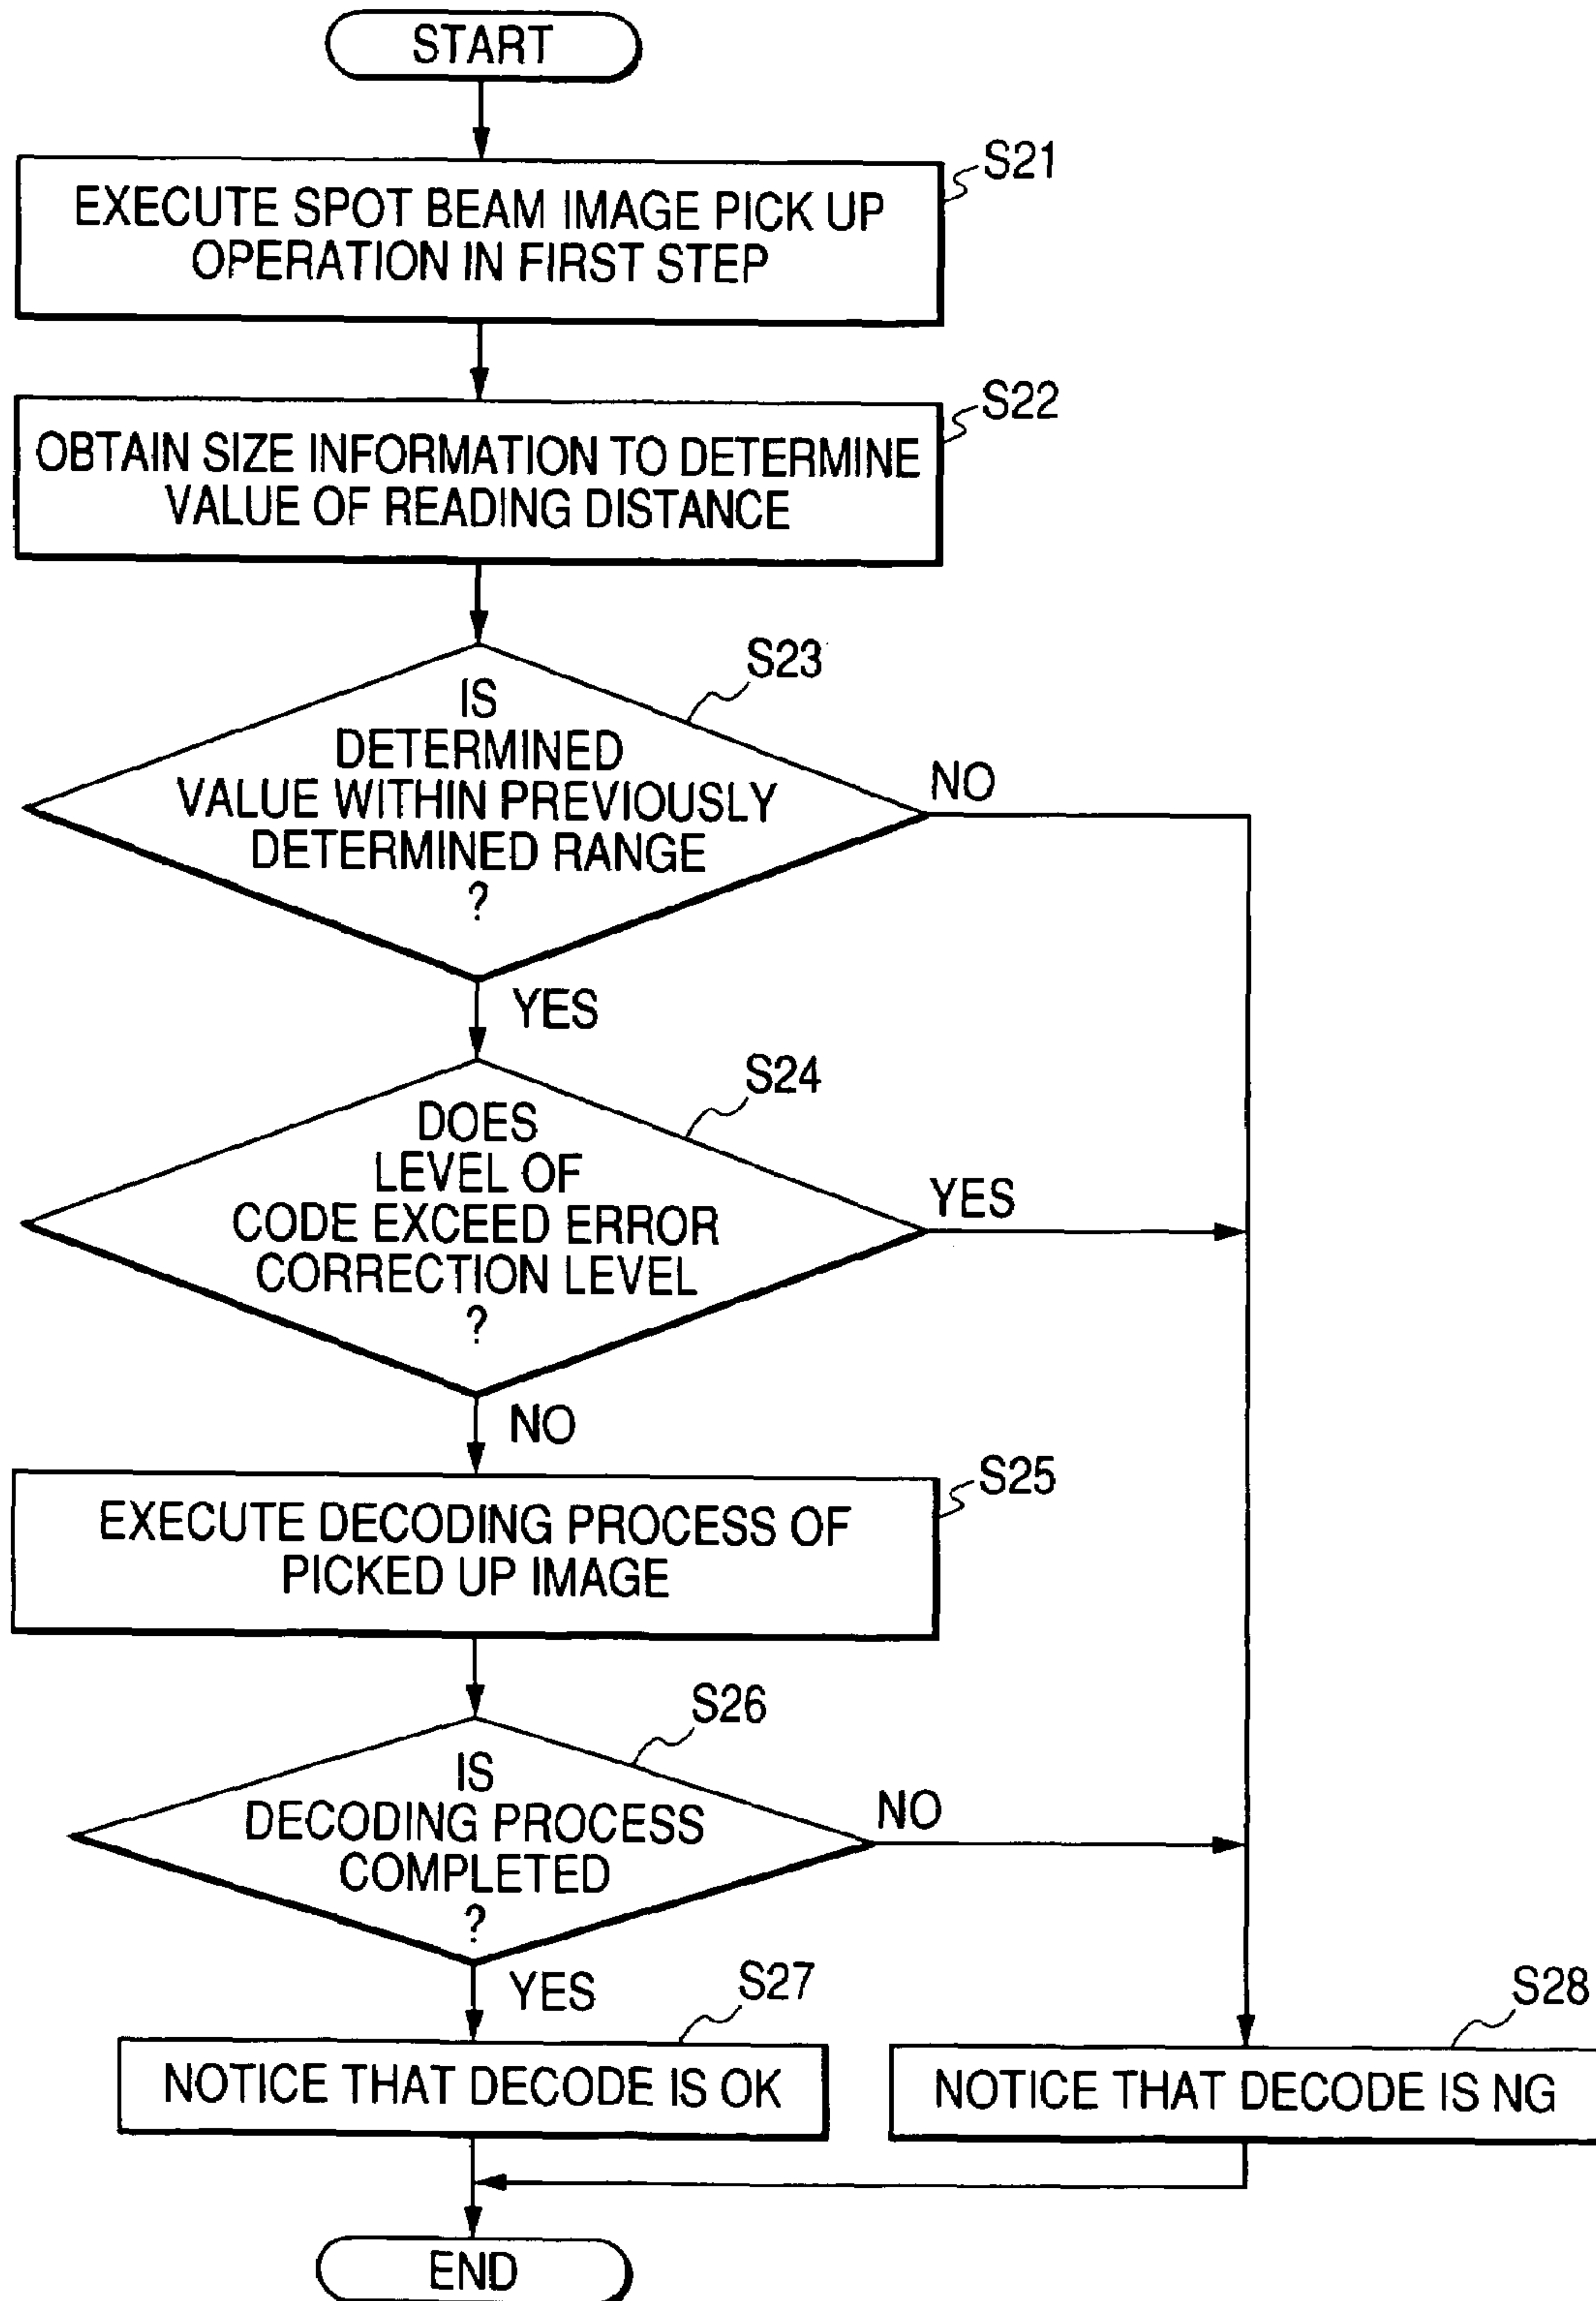 START
S21
EXECUTE SPOT BEAM IMAGE PICK UP
OPERATION IN FIRST STEP
S22
OBTAIN SIZE INFORMATION TO DETERMINE
VALUE OF READING DISTANCE
S23
IS
DETERMINED
VALUE WITHIN PREVIOUSLY
DETERMINED RANGE
?
NO
YES
S24
DOES
LEVEL OF
CODE EXCEED ERROR
CORRECTION LEVEL
?
YES
NO
S25
EXECUTE DECODING PROCESS OF
PICKED UP IMAGE
S26
IS
DECODING PROCESS
COMPLETED
?
NO
YES
S27
NOTICE THAT DECODE IS OK
S28
NOTICE THAT DECODE IS NG
END